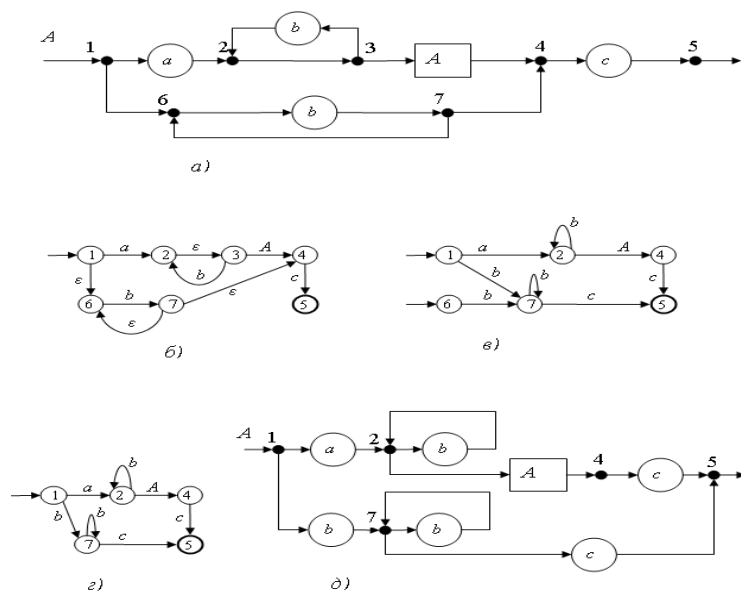 b
A 1 a 2 3 A 4 c 5
6 b 7
а)
b
1 a 2 ε 3 A 4
ε b c
6 b 7 ε 5
ε
б)
1 a 2 A 4
b b c
6 b 7 c 5
в)
b
1 a 2 A 4
b b c
7 c 5
г)
A 1 a 2 b
A 4 c 5
b 7 b
c
д)